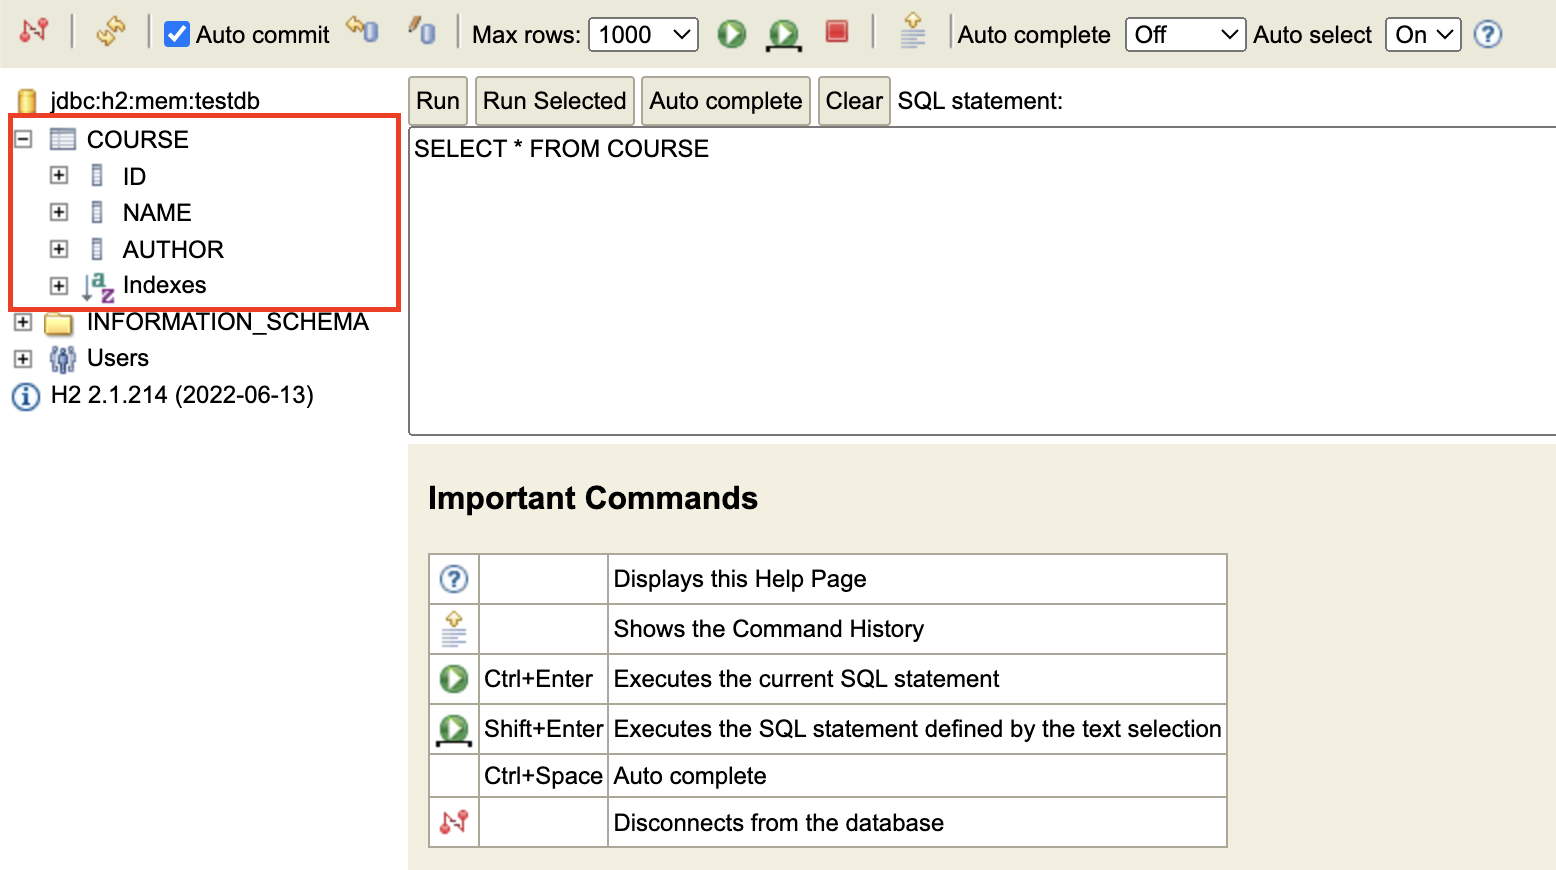 Auto commit Max rows: 1000 Auto complete Off Auto select On
jdbc:h2:mem:testdb
COURSE
ID
NAME
AUTHOR
Indexes
INFORMATION_SCHEMA
Users
H2 2.1.214 (2022-06-13)
Run Run Selected Auto complete Clear SQL statement:
SELECT * FROM COURSE
Important Commands
Displays this Help Page
Shows the Command History
Ctrl+Enter Executes the current SQL statement
Shift+Enter Executes the SQL statement defined by the text selection
Ctrl+Space Auto complete
Disconnects from the database